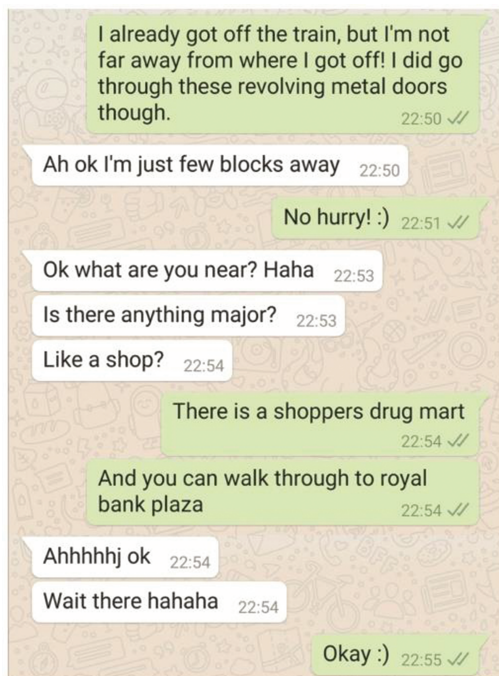 I already got off the train, but I'm not
far away from where I got off! I did go
through these revolving metal doors
though.
22:50
Ah ok I'm just few blocks away 22:50
No hurry! :) 22:51
Ok what are you near? Haha 22:53
Is there anything major? 22:53
Like a shop? 22:54
There is a shoppers drug mart
22:54
And you can walk through to royal
bank plaza
22:54
Ahhhhhj ok 22:54
Wait there hahaha 22:54
Okay :) 22:55